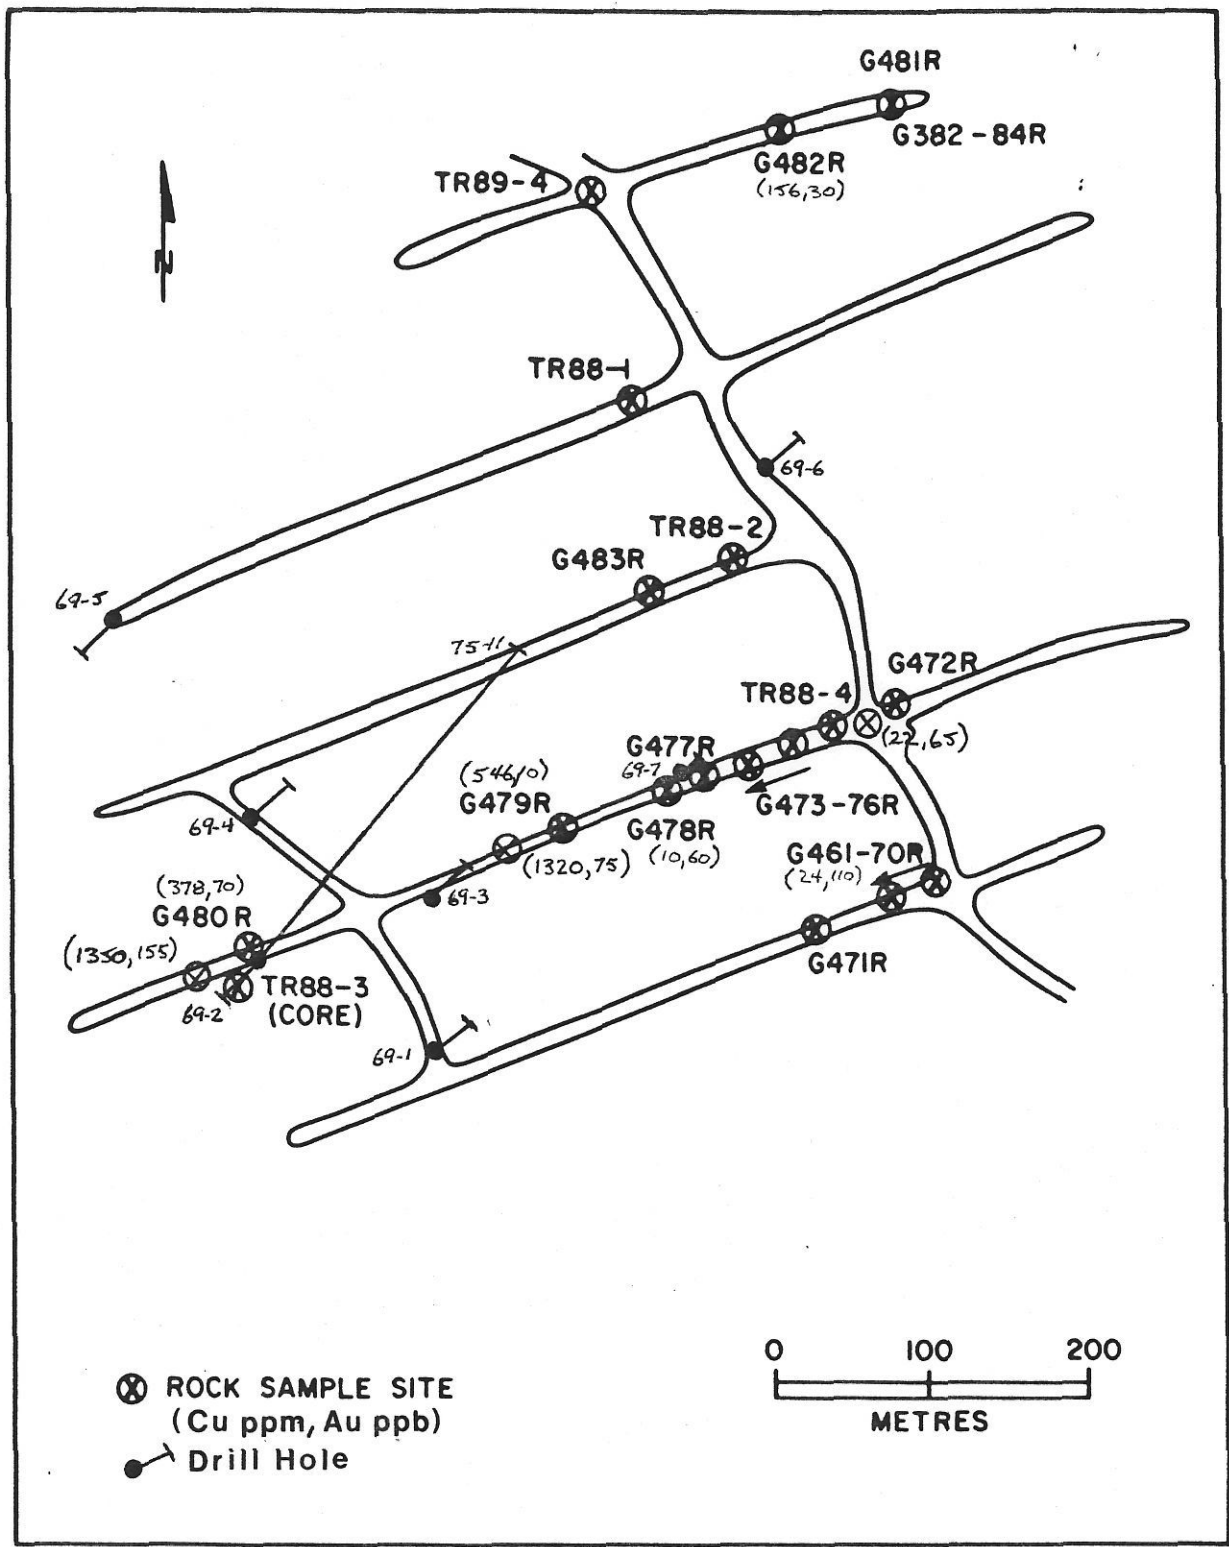 G481R
G382-84R
G482R
(156,30)
TR89-4
N
TR88-1
69-6
TR88-2
G483R
69-5
75-11
G472R
TR88-4
(22,65)
G477R
69-7
(546,10)
G479R
G473-76R
G478R
(10,60)
69-4
(1320,75)
G461-70R
(24,110)
(378,70)
G480R
69-3
(1350,155)
G471R
TR88-3
(CORE)
69-2
69-1
0 100 200
METRES
ROCK SAMPLE SITE
(Cu ppm, Au ppb)
Drill Hole